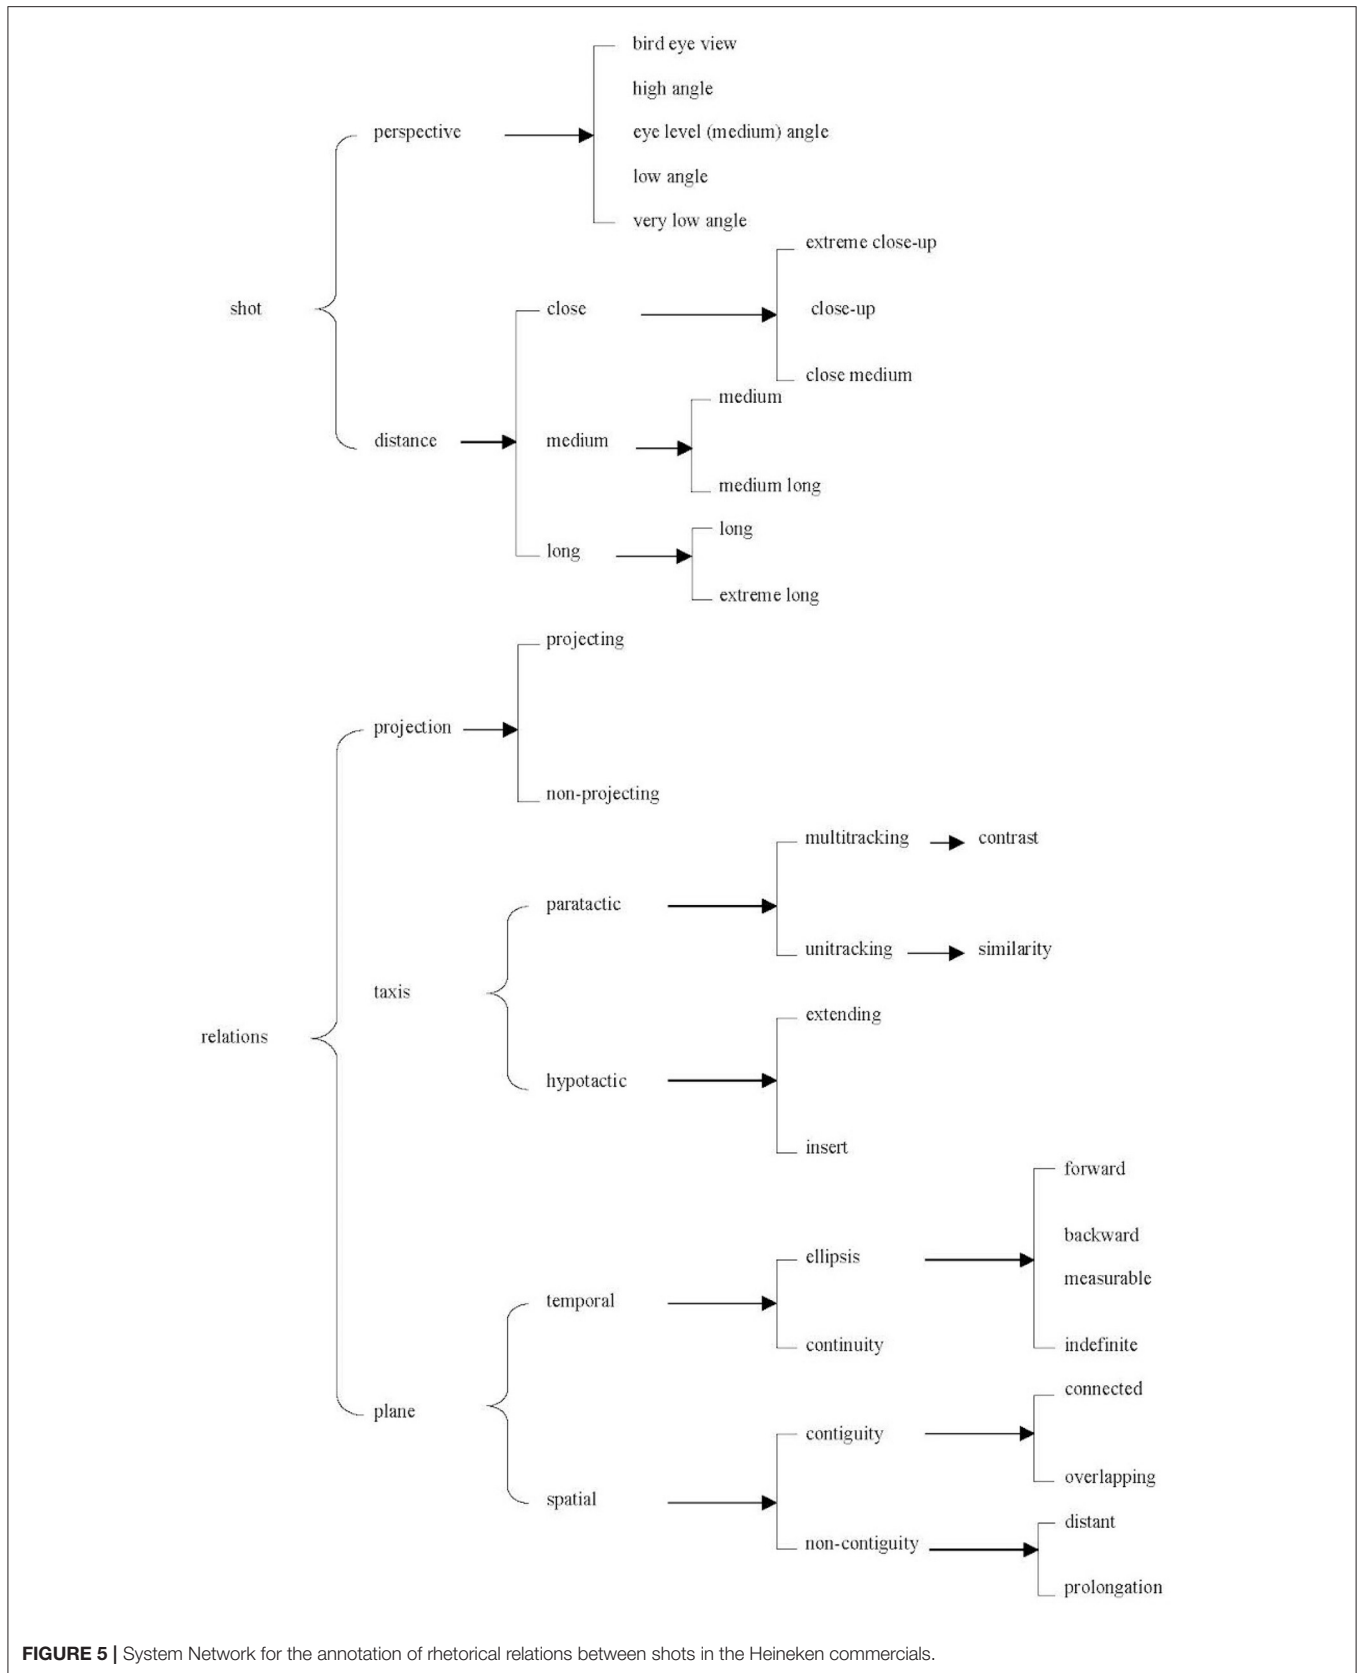 bird eye view
high angle
perspective
eye level (medium) angle
low angle
very low angle
extreme close-up
shot
close
close-up
close medium
medium
distance
medium
medium long
long
long
extreme long
projecting
projection
non-projecting
multitracking
contrast
paratactic
unitracking
similarity
taxis
extending
relations
hypotactic
insert
forward
backward
ellipsis
measurable
temporal
continuity
indefinite
connected
plane
contiguity
overlapping
spatial
distant
non-contiguity
prolongation
FIGURE 5 | System Network for the annotation of rhetorical relations between shots in the Heineken commercials.